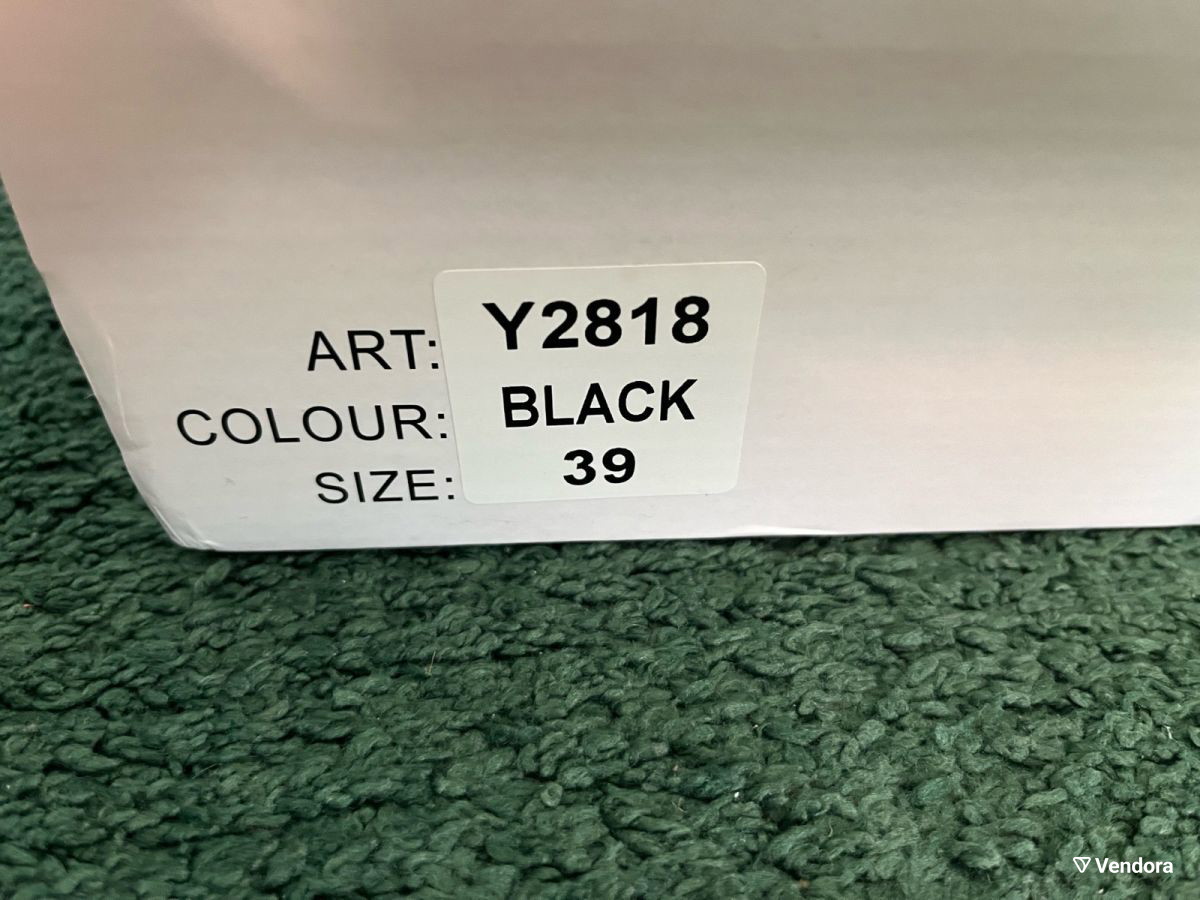 ART: Y2818
COLOUR: BLACK
SIZE: 39
Vendora